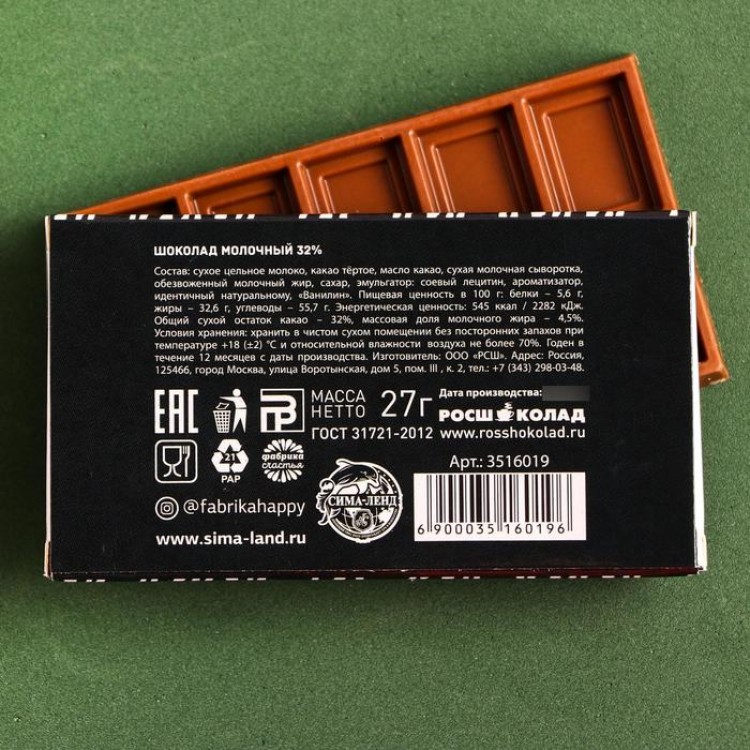 ШОКОЛАД МОЛОЧНЫЙ 32%
Состав: сухое цельное молоко, какао тёртое, масло какао, сухая молочная сыворотка,
обезвоженный молочный жир, сахар, эмульгатор: соевый лецитин, ароматизатор,
идентичный натуральному, «Ванилин». Пищевая ценность в 100 г: белки – 5,6 г,
жиры – 32,6 г, углеводы – 55,7 г. Энергетическая ценность: 545 ккал / 2282 кДж.
Общий сухой остаток какао – 32%, массовая доля молочного жира – 4,5%.
Условия хранения: хранить в чистом сухом помещении без посторонних запахов при
температуре +18 (±2) °С и относительной влажности воздуха не более 70%. Годен в
течение 12 месяцев с даты производства. Изготовитель: ООО «РСШ». Адрес: Россия,
125466, город Москва, улица Воротынская, дом 5, пом. III , к. 2, тел.: +7 (343) 298-03-48.
ЕАС
МАССА
НЕТТО 27г
ГОСТ 31721-2012
Дата производства:
РОСШОКОЛАД
www.rosshokolad.ru
21
PAP
фабрика
счастья
@fabrikahappy
www.sima-land.ru
СИМА-ЛЕНД
Арт.: 3516019
6 900035 160196